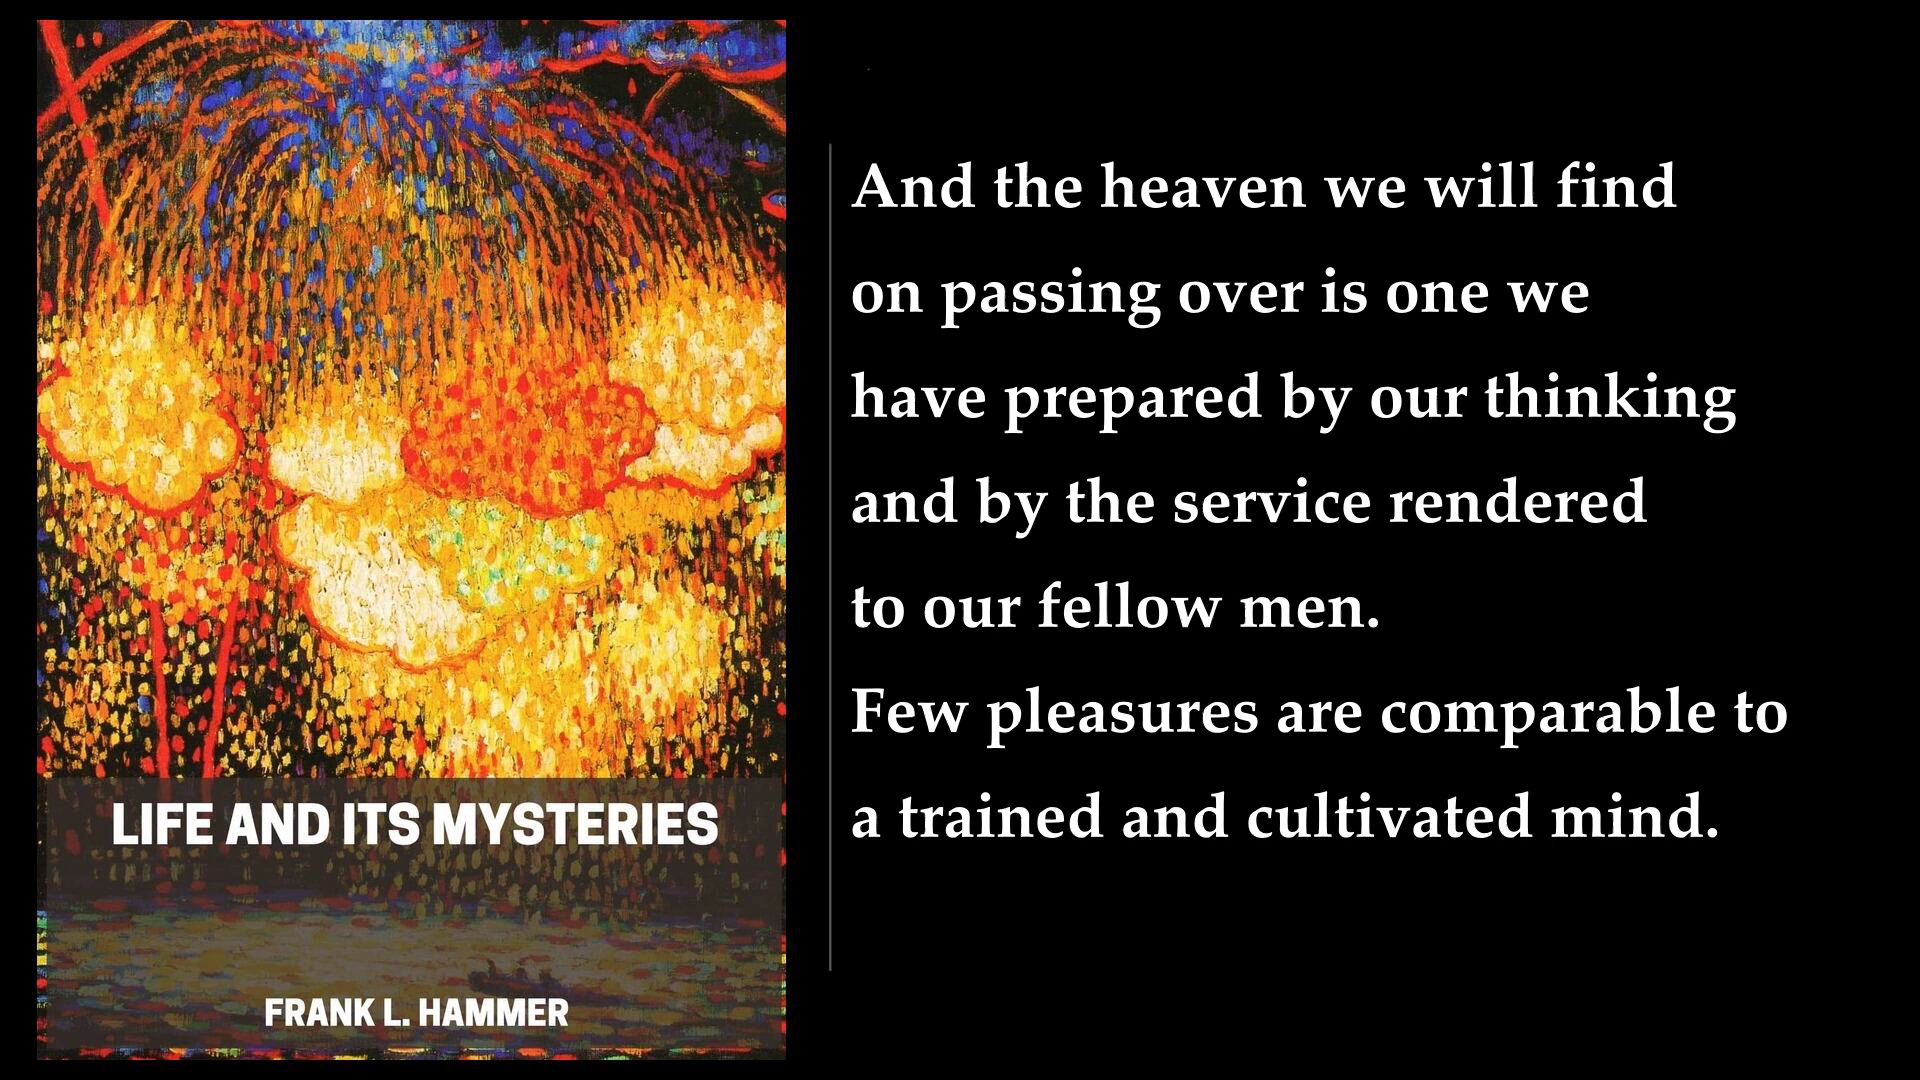 LIFE AND ITS MYSTERIES
FRANK L. HAMMER
And the heaven we will find
on passing over is one we
have prepared by our thinking
and by the service rendered
to our fellow men.
Few pleasures are comparable to
a trained and cultivated mind.